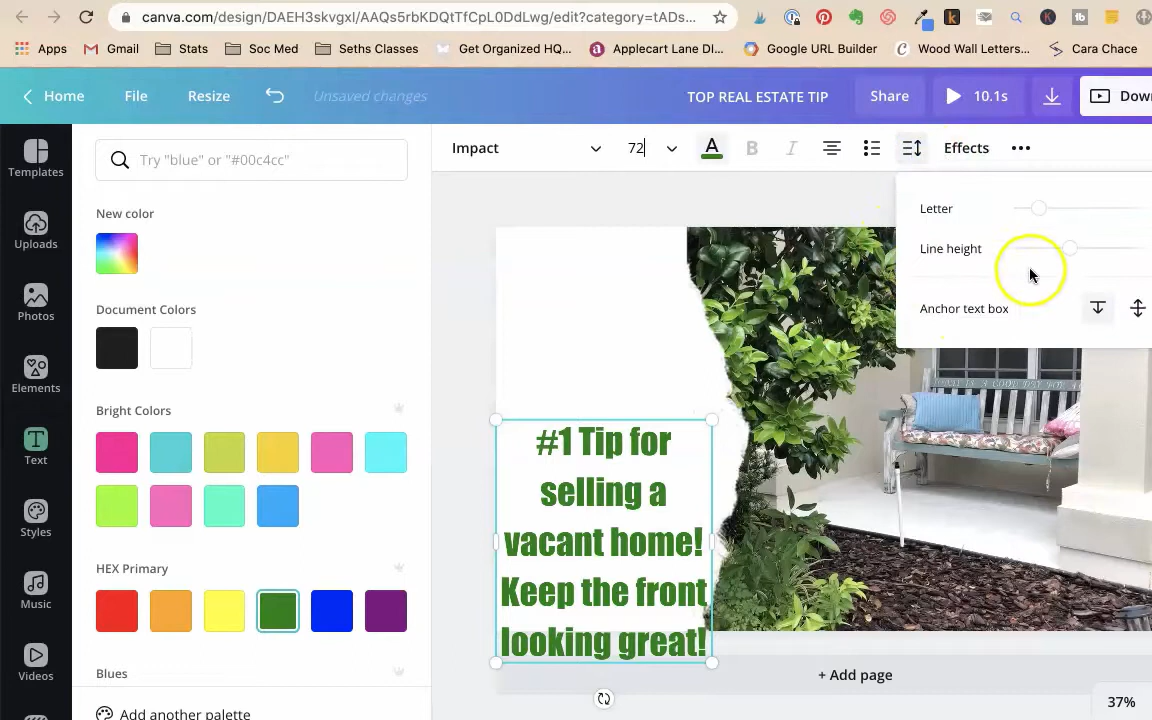 canva.com/design/DAEH3skvgxI/AAQs5rbKDQtTfCpL0DdLwg/edit?category=tADs...
Apps
Gmail
Stats
Soc Med
Seths Classes
Get Organized HQ...
Applecart Lane DI...
Google URL Builder
Wood Wall Letters...
Cara Chace
Home
File
Resize
Unsaved changes
TOP REAL ESTATE TIP
Share
10.1s
Down
Templates
Uploads
Photos
Elements
Text
Styles
Music
Videos
Try "blue" or "#00c4cc"
New color
Document Colors
Bright Colors
HEX Primary
Blues
Add another palette
Impact
72
A
B
I
Effects
Letter
Line height
Anchor text box
#1 Tip for
selling a
vacant home!
Keep the front
looking great!
+ Add page
37%